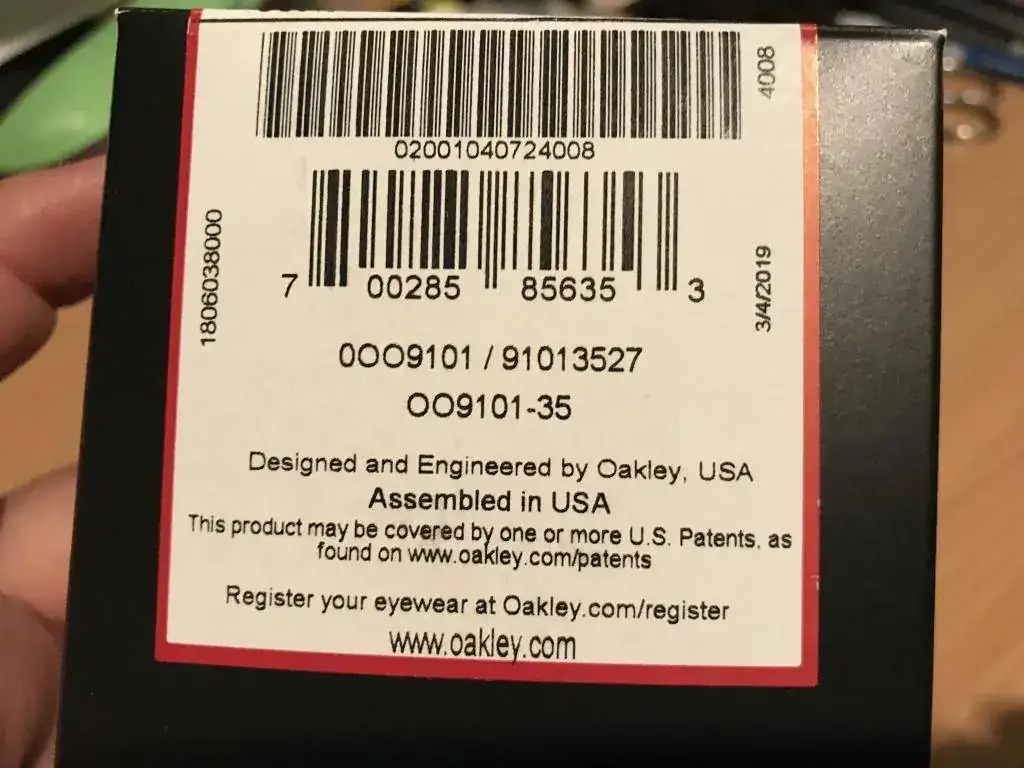 4008
02001040724008
1806038000
7 00285 85635 3
3/4/2019
0OO9101 / 91013527
OO9101-35
Designed and Engineered by Oakley, USA
Assembled in USA
This product may be covered by one or more U.S. Patents, as
found on www.oakley.com/patents
Register your eyewear at Oakley.com/register
www.oakley.com